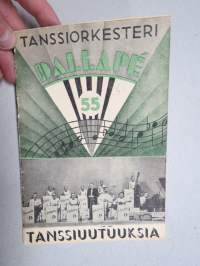 TANSSIORKESTERI
DALLAPÉ
55
TANSSIUUTUUKSIA